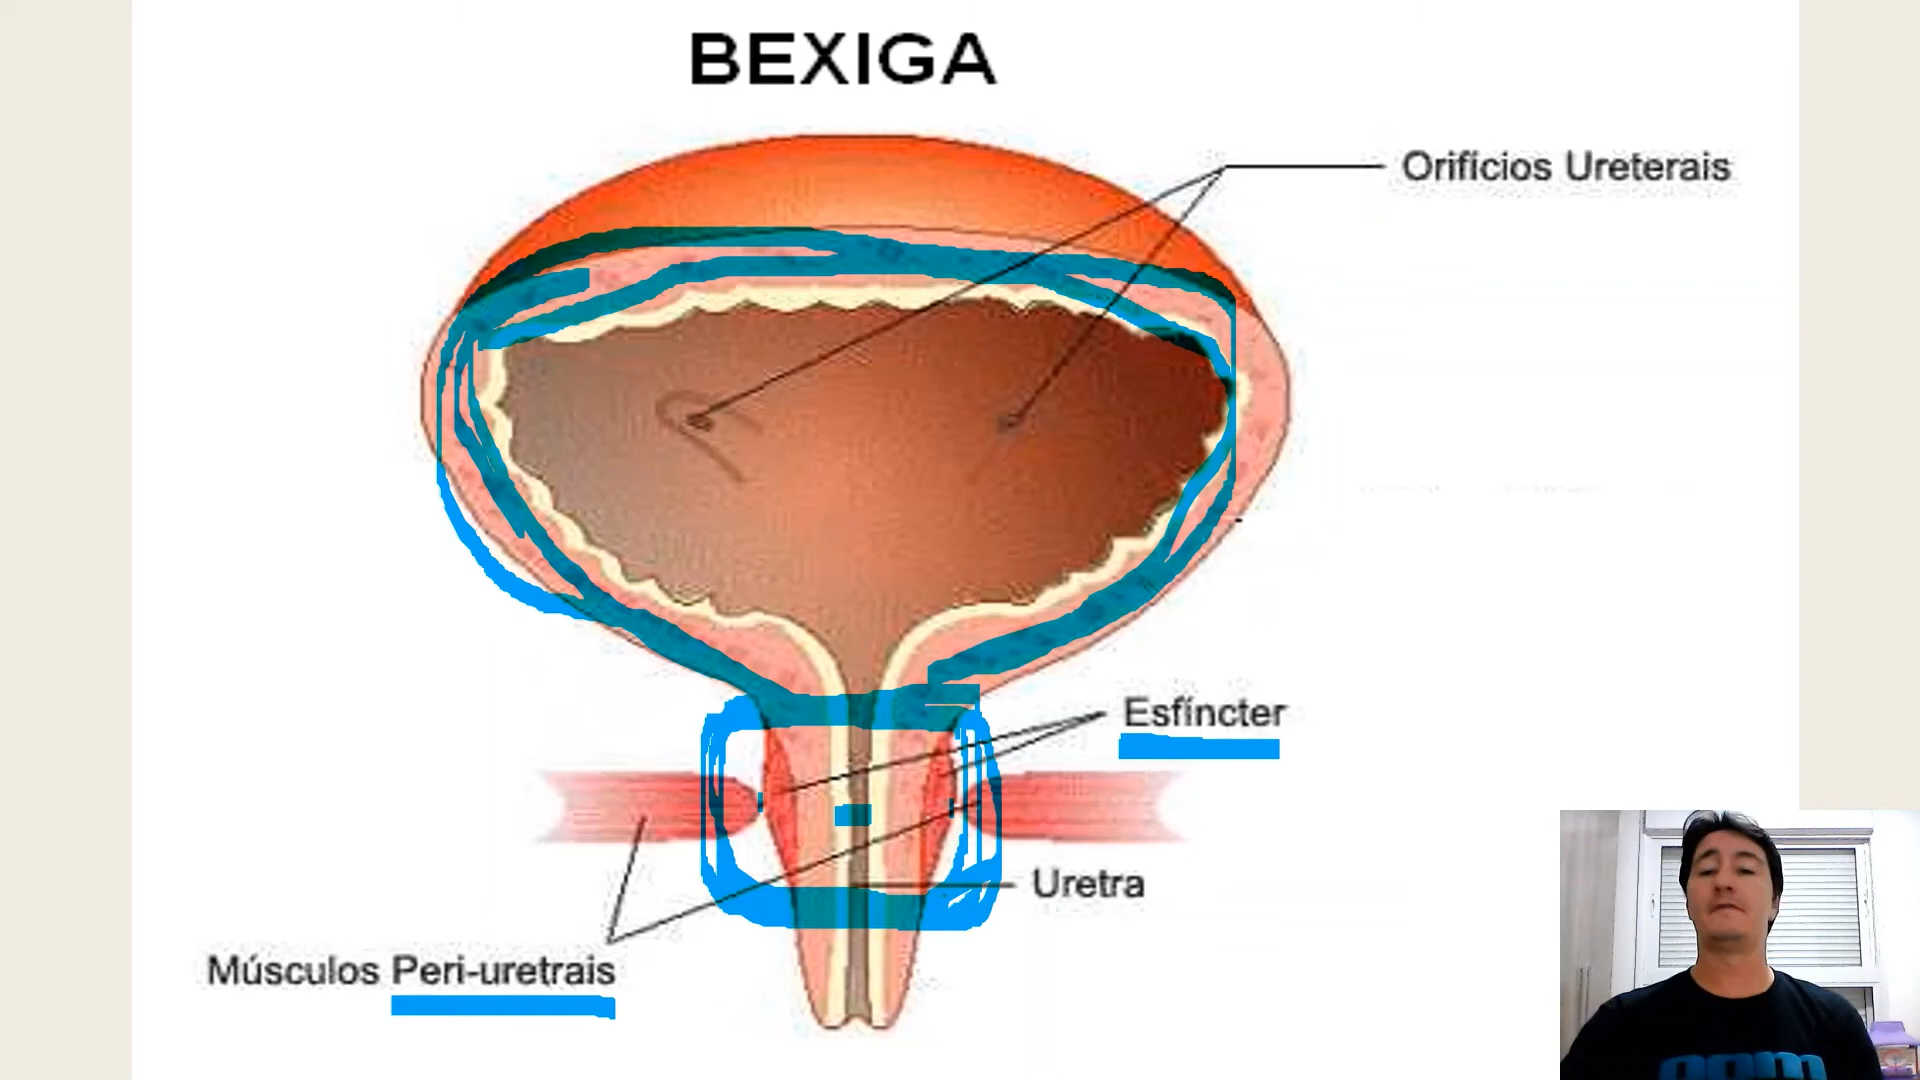 BEXIGA
Orifícios Ureterais
Esfíncter
Uretra
Músculos Peri-uretrais